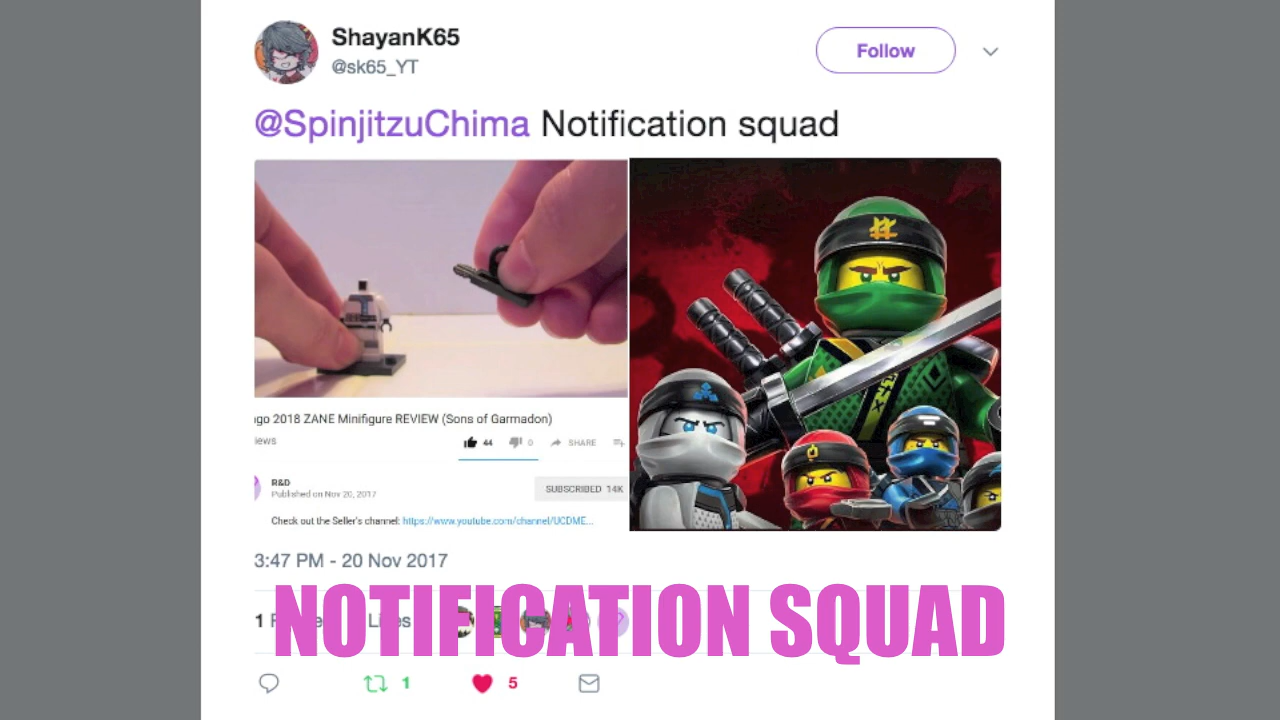 ShayanK65
@sk65_YT
Follow
@SpinjitzuChima Notification squad
go 2018 ZANE Minifigure REVIEW (Sons of Garmadon)
iews
44
0
SHARE
R&D
Published on Nov 20, 2017
SUBSCRIBED 14K
Check out the Seller's channel: https://www.youtube.com/channel/UCDME...
3:47 PM - 20 Nov 2017
1
Likes
NOTIFICATION SQUAD
1
5